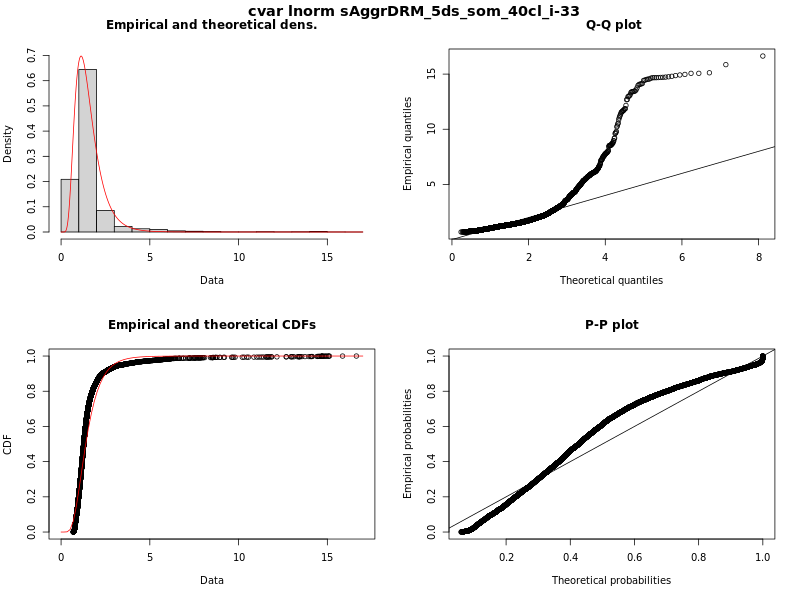 cvar lnorm sAggrDRM_5ds_som_40cl_i-33
Empirical and theoretical dens.
Density
0.0 0.1 0.2 0.3 0.4 0.5 0.6 0.7
0 5 10 15
Data
Q-Q plot
Empirical quantiles
5 10 15
0 2 4 6 8
Theoretical quantiles
Empirical and theoretical CDFs
CDF
0.0 0.2 0.4 0.6 0.8 1.0
0 5 10 15
Data
P-P plot
Empirical probabilities
0.0 0.2 0.4 0.6 0.8 1.0
0.2 0.4 0.6 0.8 1.0
Theoretical probabilities